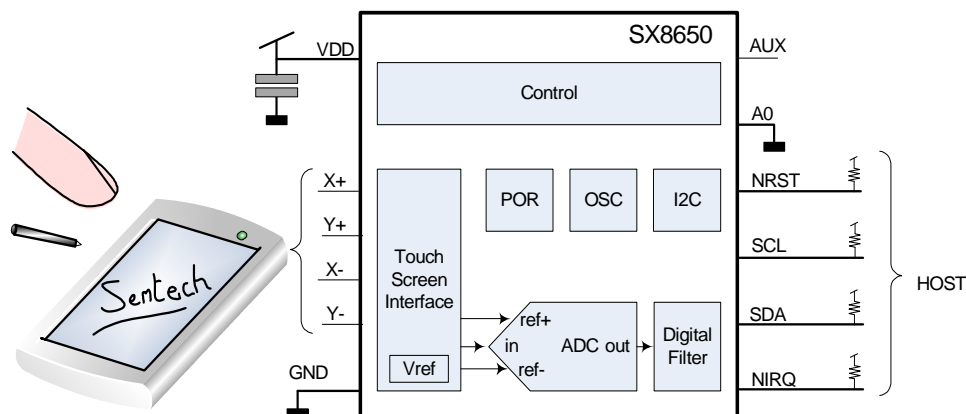 SX8650
VDD
AUX
Control
A0
X+
Y+
X-
Y-
GND
POR
OSC
I2C
NRST
SCL
SDA
NIRQ
HOST
Touch
Screen
Interface
Vref
ref+
in
ref-
ADC out
Digital
Filter
Semtech